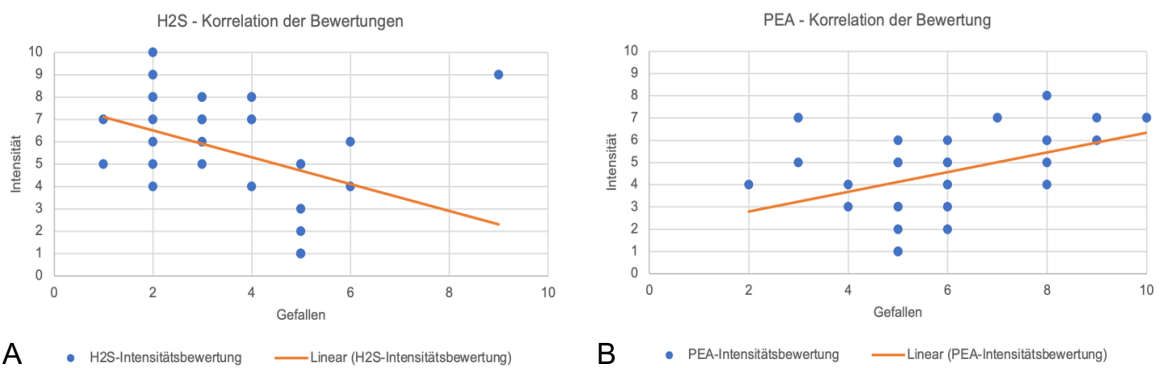 H2S - Korrelation der Bewertungen
10
9
8
7
6
5
4
3
2
1
0
0 2 4 6 8 10
Intensität
Gefallen
A H2S-Intensitätsbewertung Linear (H2S-Intensitätsbewertung)
PEA - Korrelation der Bewertung
10
9
8
7
6
5
4
3
2
1
0
0 2 4 6 8 10
Intensität
Gefallen
B PEA-Intensitätsbewertung Linear (PEA-Intensitätsbewertung)